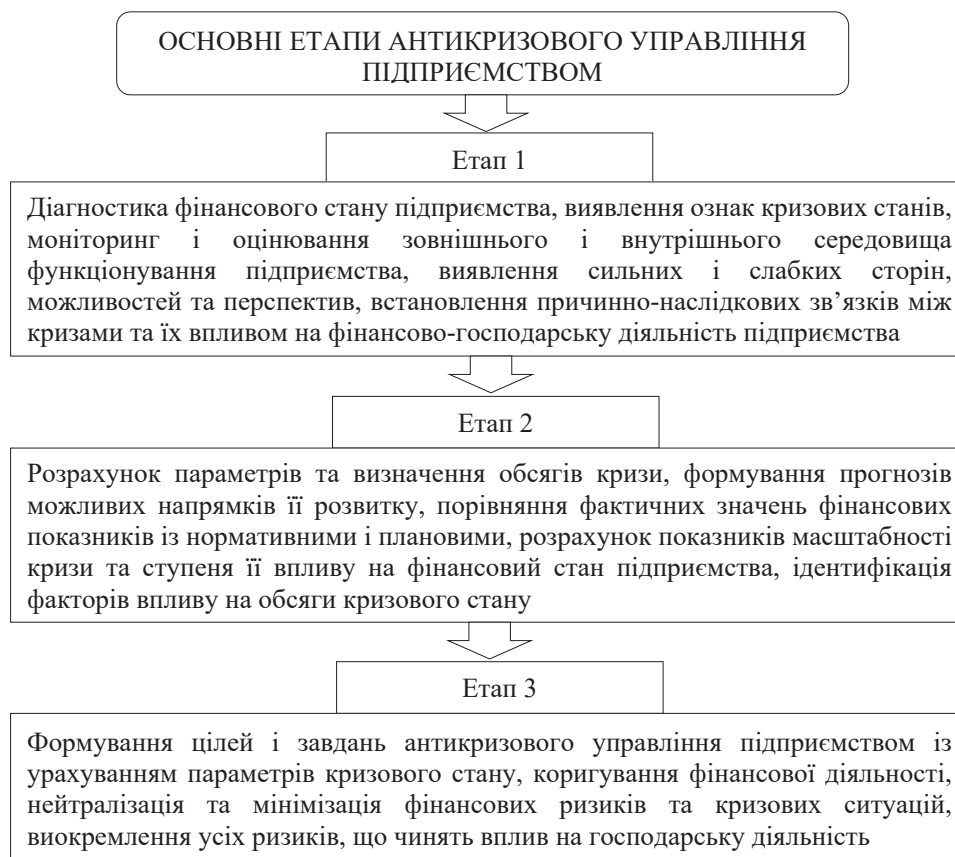 ОСНОВНІ ЕТАПИ АНТИКРИЗОВОГО УПРАВЛІННЯ
ПІДПРИЄМСТВОМ
Етап 1
Діагностика фінансового стану підприємства, виявлення ознак кризових станів,
моніторинг і оцінювання зовнішнього і внутрішнього середовища
функціонування підприємства, виявлення сильних і слабких сторін,
можливостей та перспектив, встановлення причинно-наслідкових зв’язків між
кризами та їх впливом на фінансово-господарську діяльність підприємства
Етап 2
Розрахунок параметрів та визначення обсягів кризи, формування прогнозів
можливих напрямків її розвитку, порівняння фактичних значень фінансових
показників із нормативними і плановими, розрахунок показників масштабності
кризи та ступеня її впливу на фінансовий стан підприємства, ідентифікація
факторів впливу на обсяги кризового стану
Етап 3
Формування цілей і завдань антикризового управління підприємством із
урахуванням параметрів кризового стану, коригування фінансової діяльності,
нейтралізація та мінімізація фінансових ризиків та кризових ситуацій,
виокремлення усіх ризиків, що чинять вплив на господарську діяльність